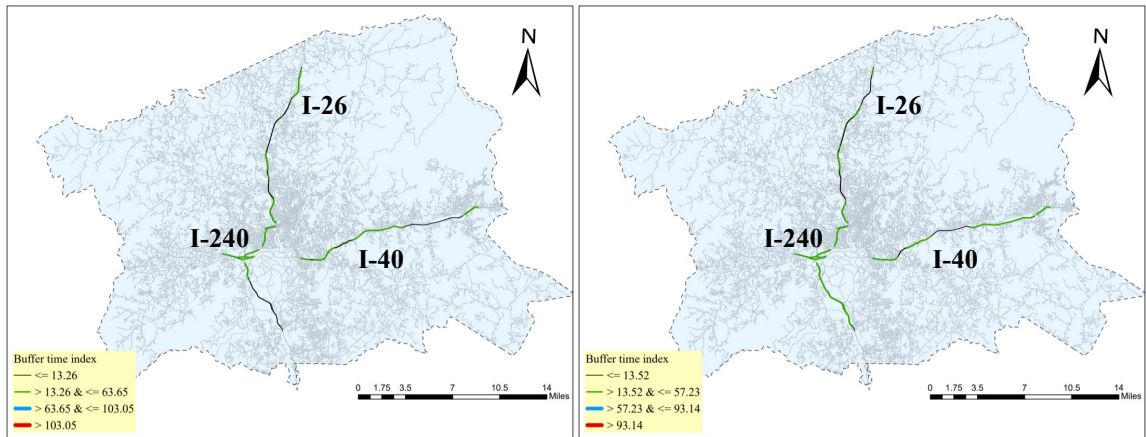 N
I-26
I-240
I-40
Buffer time index
<= 13.26
> 13.26 & <= 63.65
> 63.65 & <= 103.05
> 103.05
0 1.75 3.5 7 10.5 14
Miles
N
I-26
I-240
I-40
Buffer time index
<= 13.52
> 13.52 & <= 57.23
> 57.23 & <= 93.14
> 93.14
0 1.75 3.5 7 10.5 14
Miles